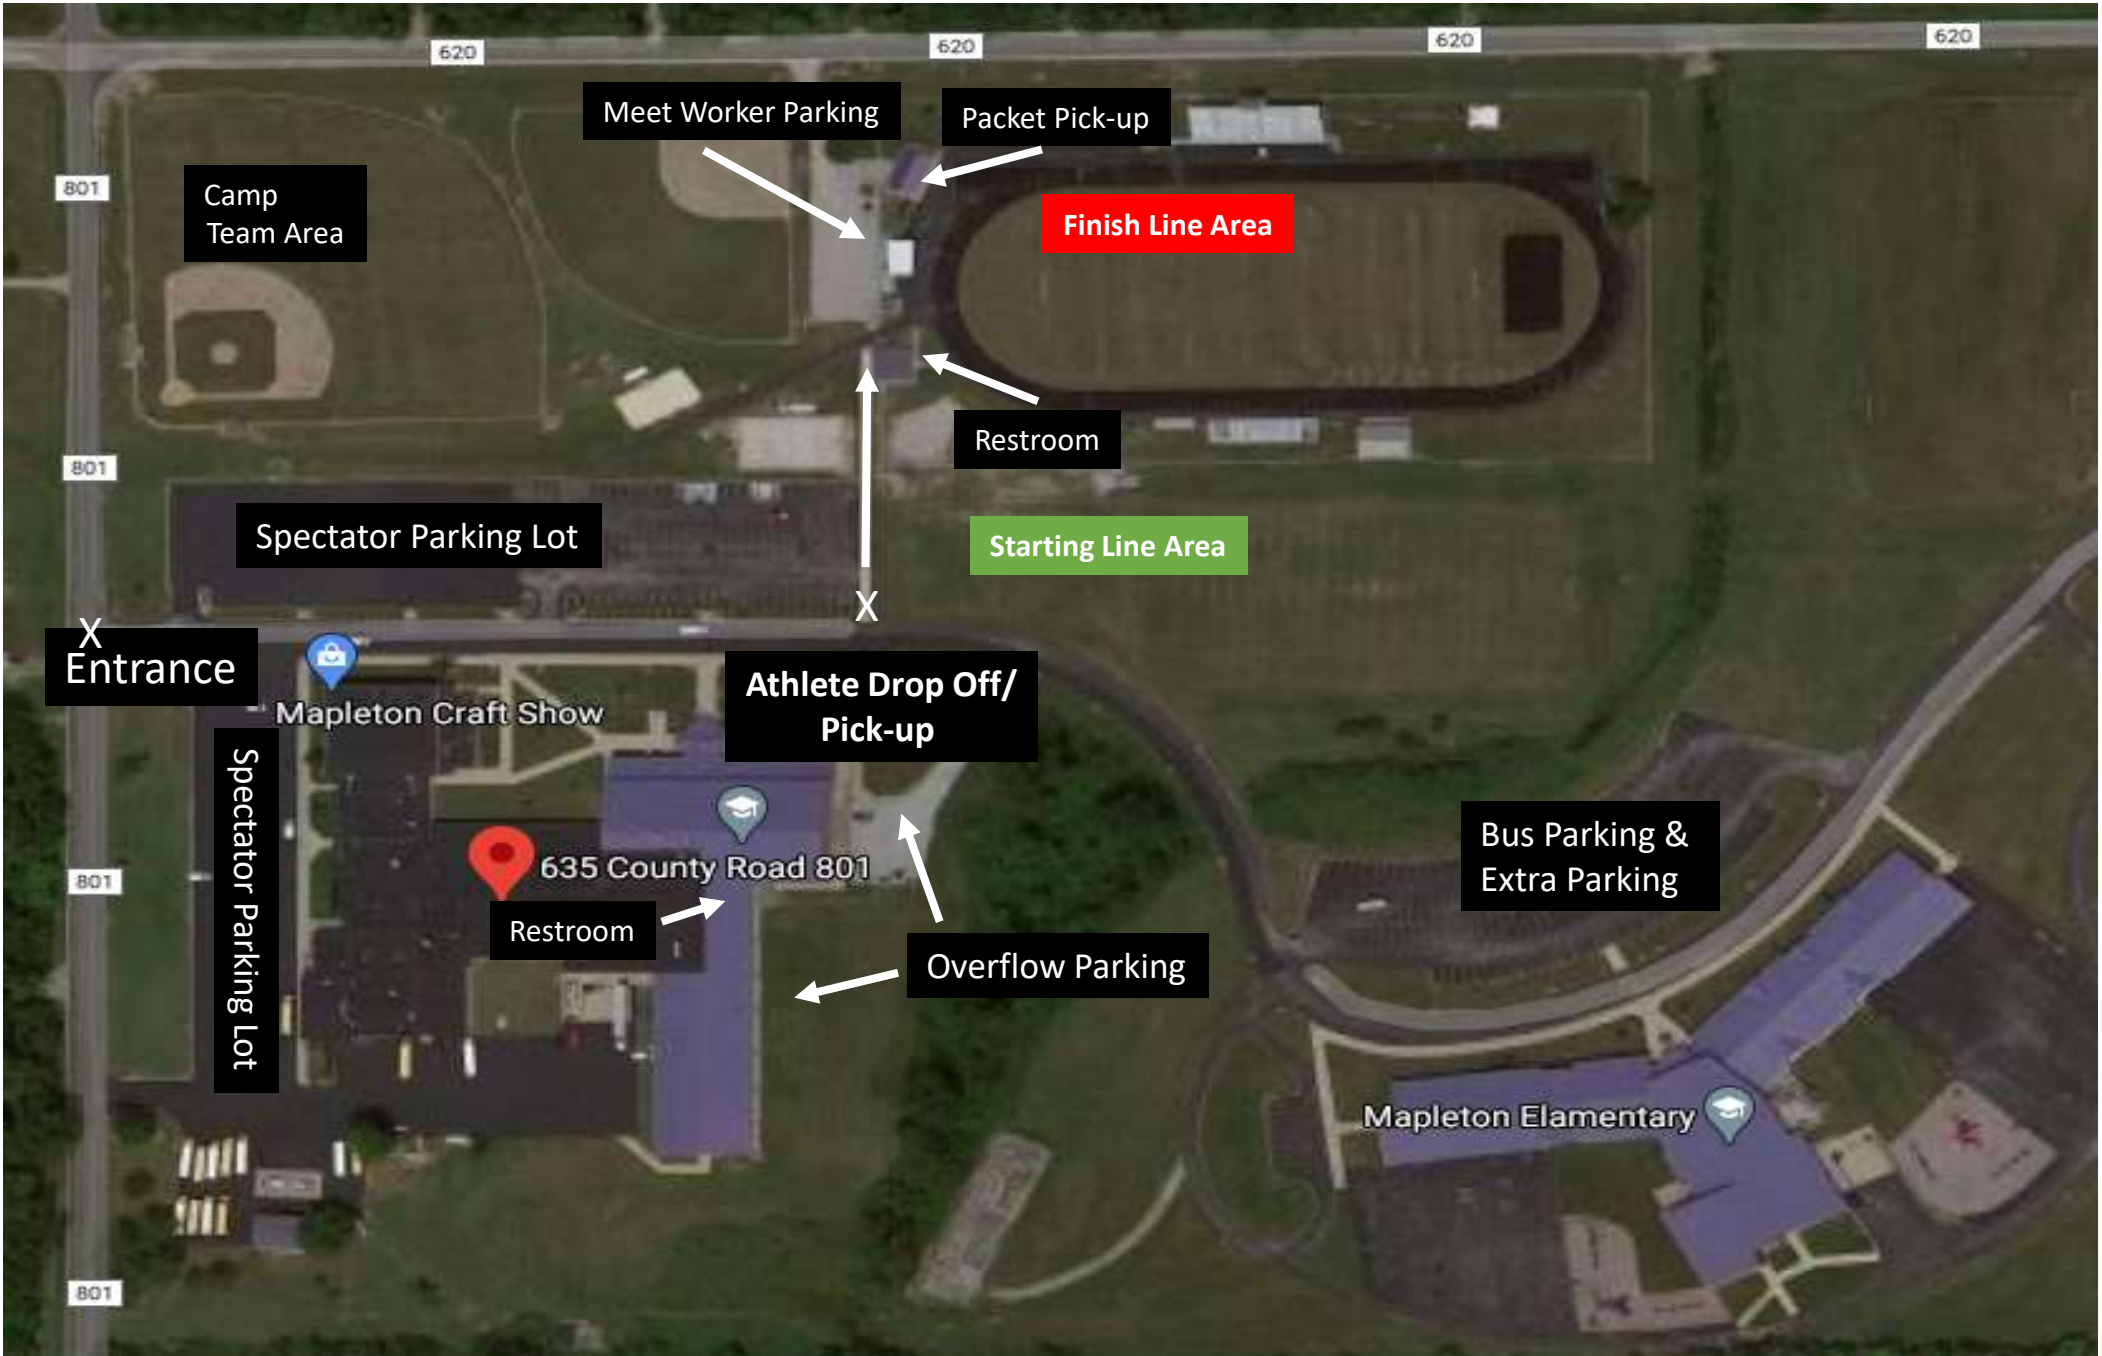 620
620
620
620
Meet Worker Parking
Packet Pick-up
801
Camp
Team Area
Finish Line Area
Restroom
801
Spectator Parking Lot
Starting Line Area
X
X
Entrance
Athlete Drop Off/
Pick-up
Mapleton Craft Show
Spectator Parking Lot
Bus Parking &
Extra Parking
635 County Road 801
801
Restroom
Overflow Parking
Mapleton Elamentary
801